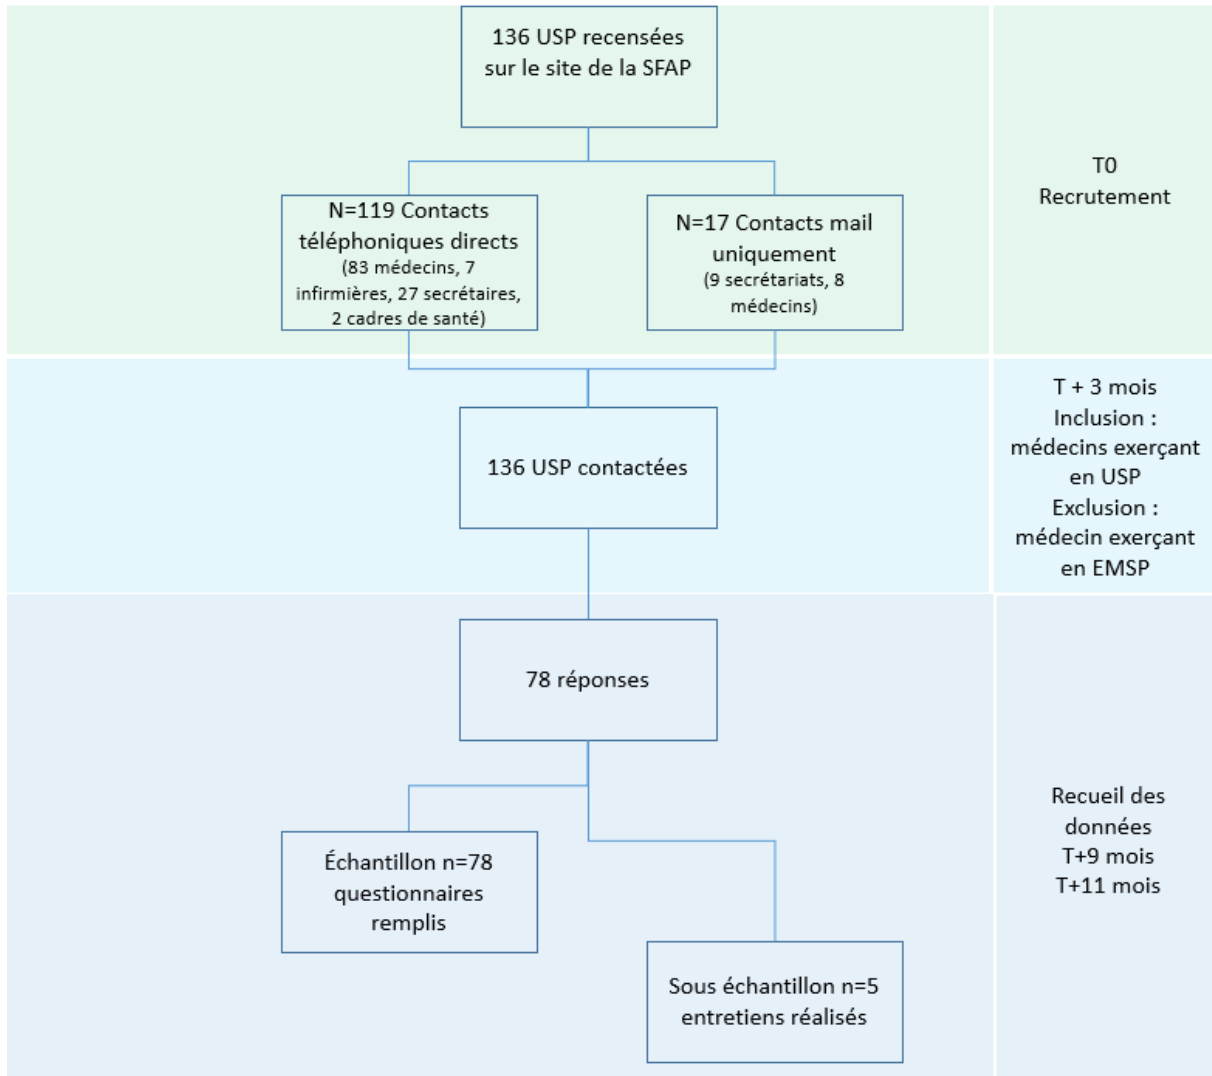 136 USP recensées
sur le site de la SFAP
T0
Recrutement
N=119 Contacts
téléphoniques directs
(83 médecins, 7
infirmières, 27 secrétaires,
2 cadres de santé)
N=17 Contacts mail
uniquement
(9 secrétariats, 8
médecins)
136 USP contactées
T + 3 mois
Inclusion :
médecins exerçant
en USP
Exclusion :
médecin exerçant
en EMSP
78 réponses
Échantillon n=78
questionnaires
remplis
Sous échantillon n=5
entretiens réalisés
Recueil des
données
T+9 mois
T+11 mois